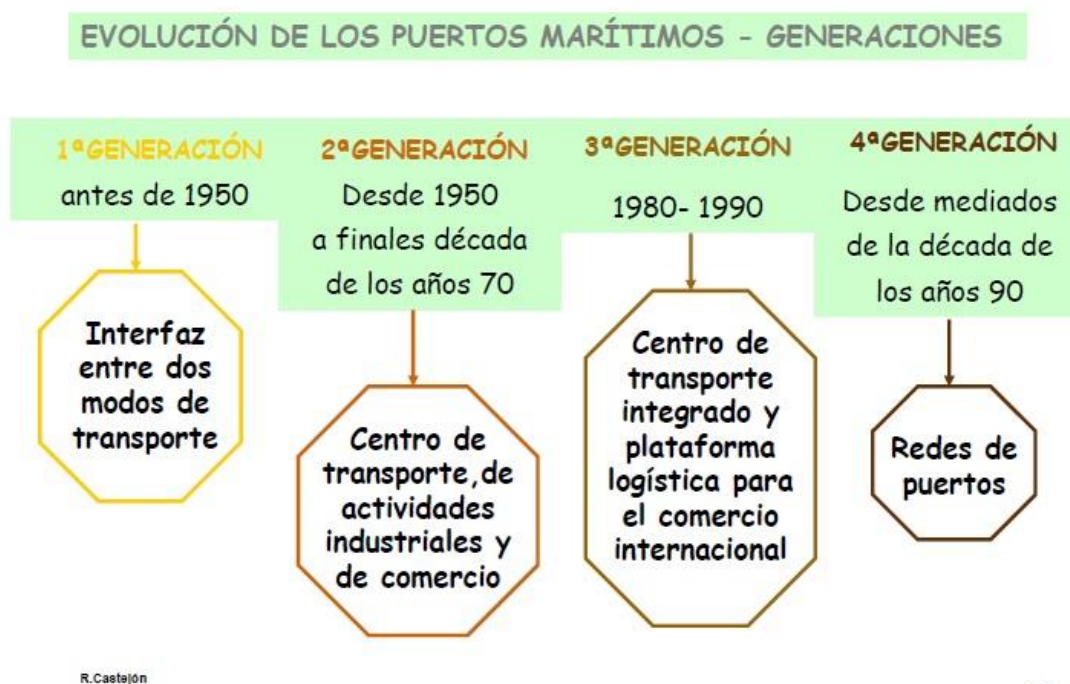 EVOLUCIÓN DE LOS PUERTOS MARÍTIMOS - GENERACIONES
1ªGENERACIÓN
antes de 1950
Interfaz
entre dos
modos de
transporte
2ªGENERACIÓN
Desde 1950
a finales década
de los años 70
Centro de
transporte,de
actividades
industriales y
de comercio
3ªGENERACIÓN
1980- 1990
Centro de
transporte
integrado y
plataforma
logística para
el comercio
internacional
4ªGENERACIÓN
Desde mediados
de la década de
los años 90
Redes de
puertos
R.Castejón